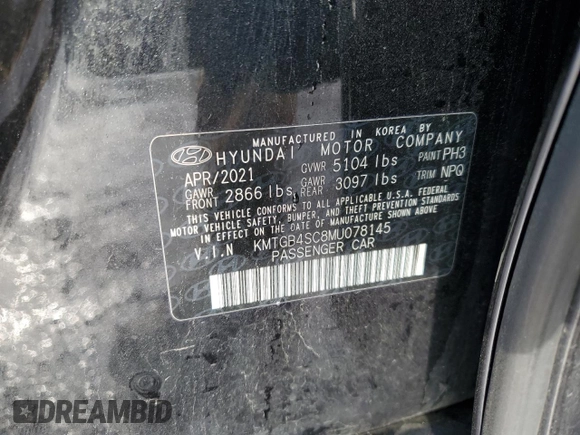 MANUFACTURED IN KOREA BY
HYUNDAI MOTOR COMPANY
APR/2021 GVWR 5104 lbs PAINT PH3
GAWR FRONT 2866 lbs GAWR REAR 3097 lbs TRIM NPQ
THIS VEHICLE CONFORMS TO ALL APPLICABLE U.S.A. FEDERAL
MOTOR VEHICLE SAFETY, BUMPER, AND THEFT PREVENTION
STANDARDS IN EFFECT ON THE DATE OF MANUFACTURE SHOWN ABOVE.
V.I.N KMTGB4SC8MU078145
PASSENGER CAR
DREAMBID